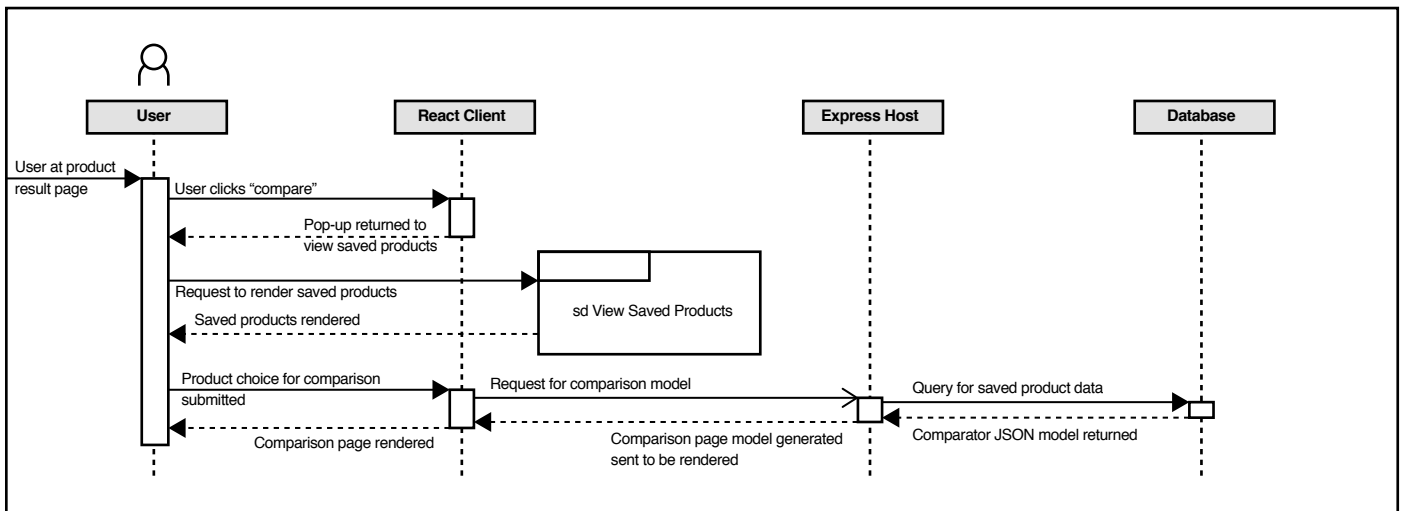 User
React Client
Express Host
Database
User at product
result page
User clicks “compare”
Pop-up returned to
view saved products
Request to render saved products
sd View Saved Products
Saved products rendered
Product choice for comparison
submitted
Request for comparison model
Query for saved product data
Comparison page rendered
Comparison page model generated
sent to be rendered
Comparator JSON model returned